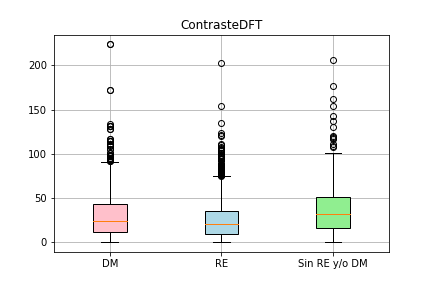 ContrasteDFT
200
150
100
50
0
DM
RE
Sin RE y/o DM